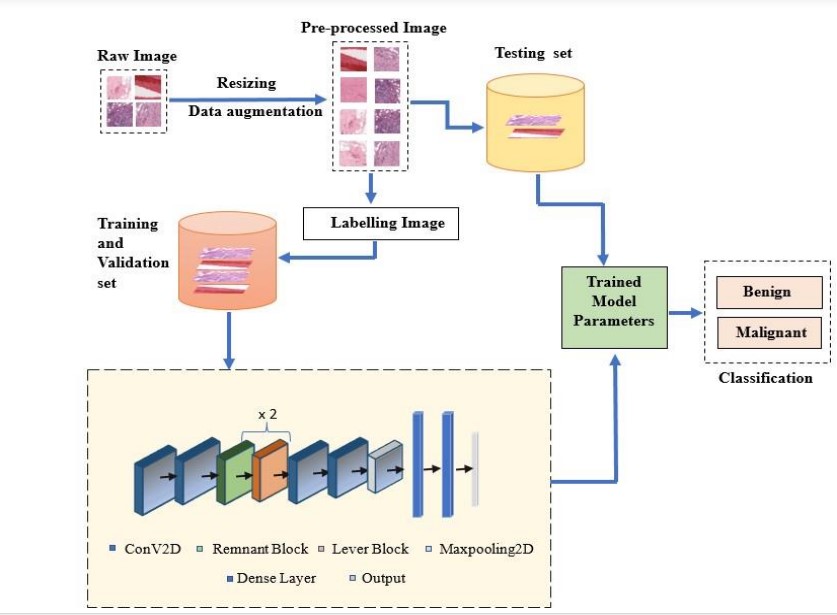 Pre-processed Image
Raw Image
Testing set
Resizing
Data augmentation
Labelling Image
Training
and
Validation
set
Trained
Model
Parameters
Benign
Malignant
Classification
x 2
ConV2D Remnant Block Lever Block Maxpooling2D
Dense Layer Output